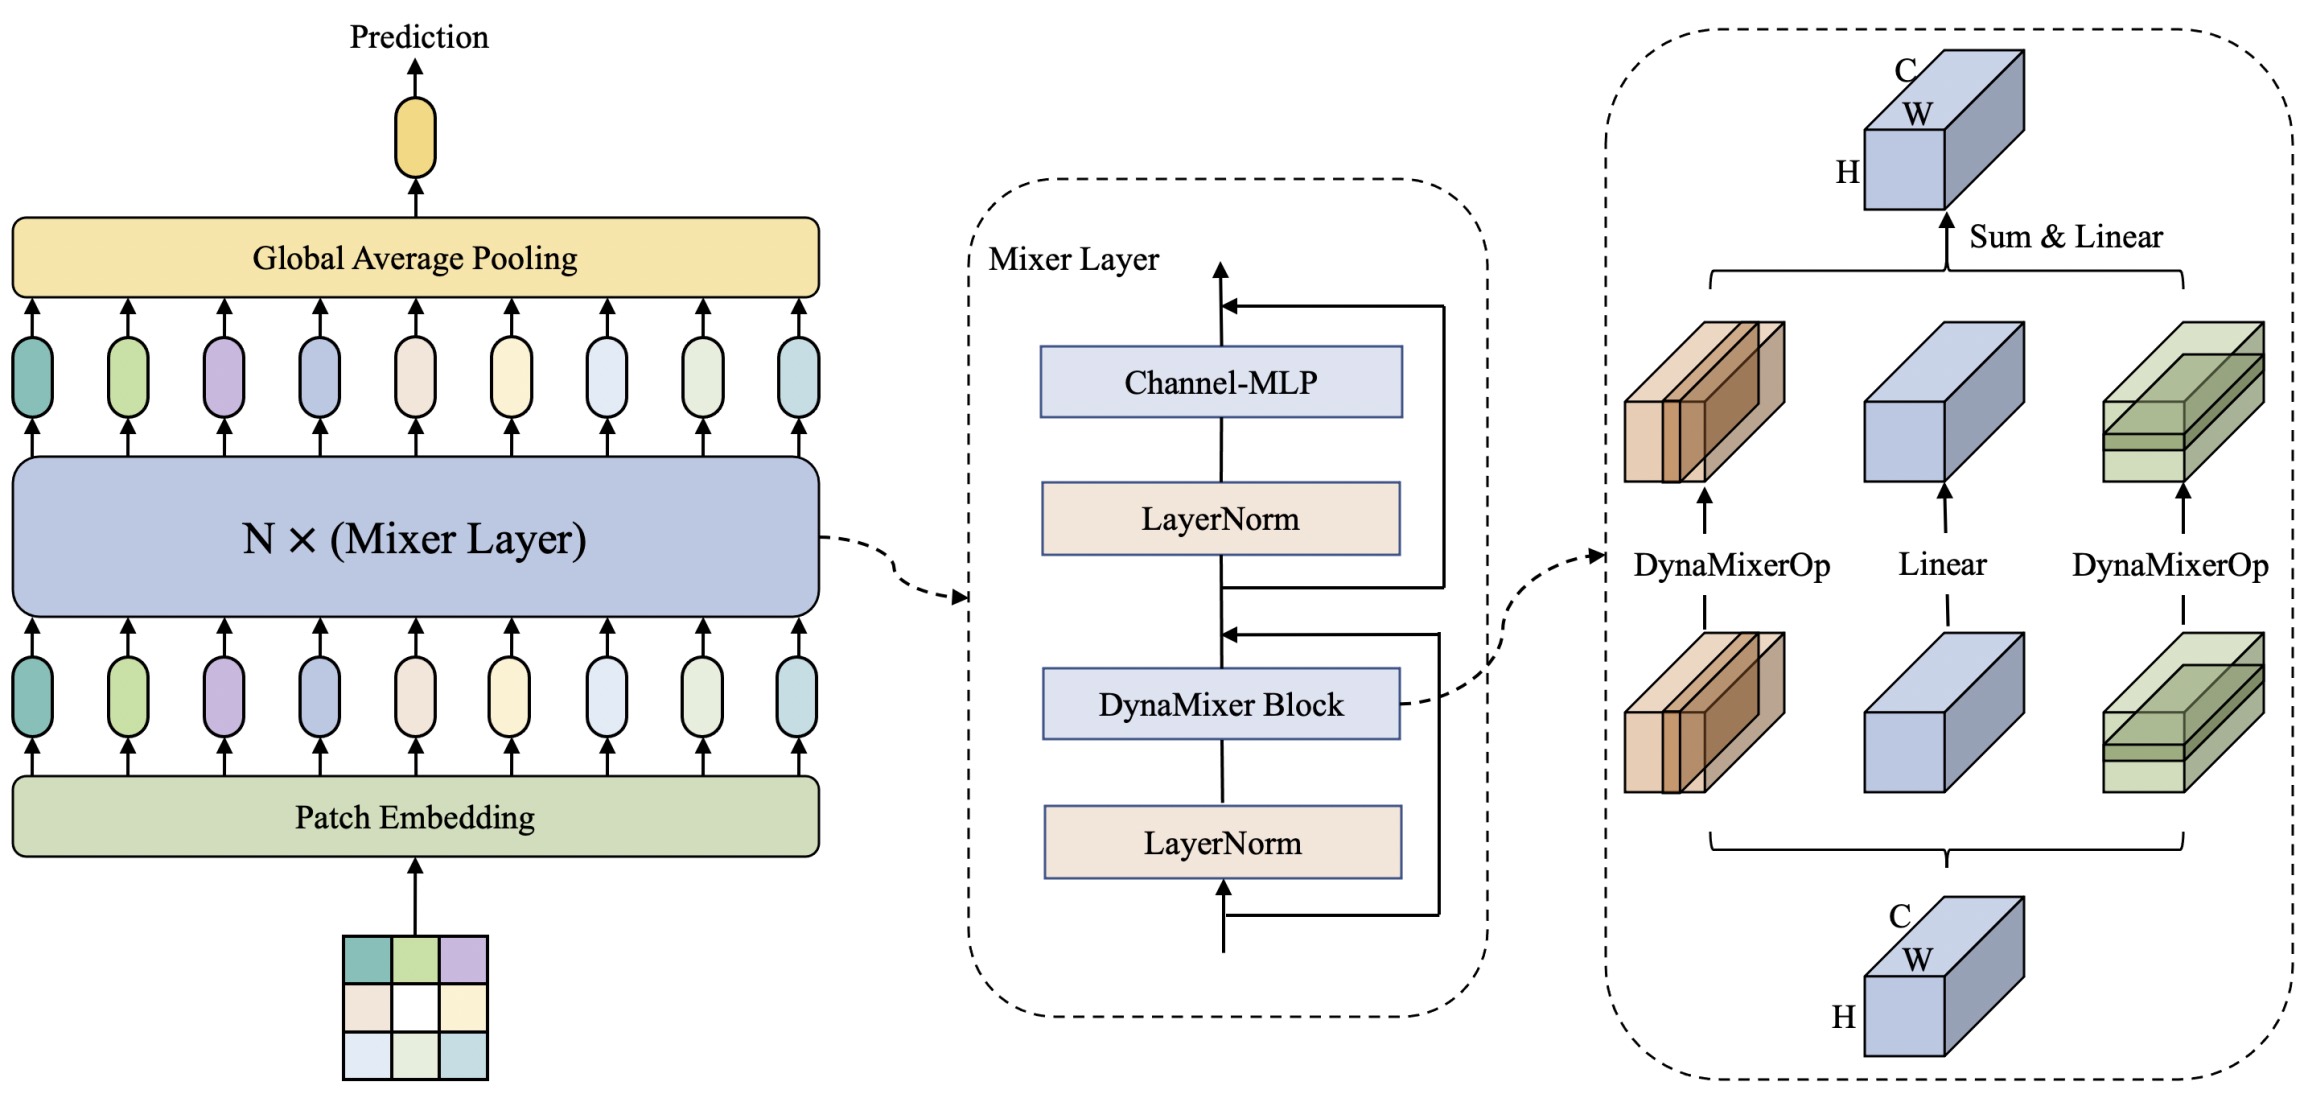 Prediction
Global Average Pooling
N × (Mixer Layer)
Patch Embedding
Mixer Layer
Channel-MLP
LayerNorm
DynaMixer Block
LayerNorm
C
W
H
Sum & Linear
DynaMixerOp
Linear
DynaMixerOp
C
W
H